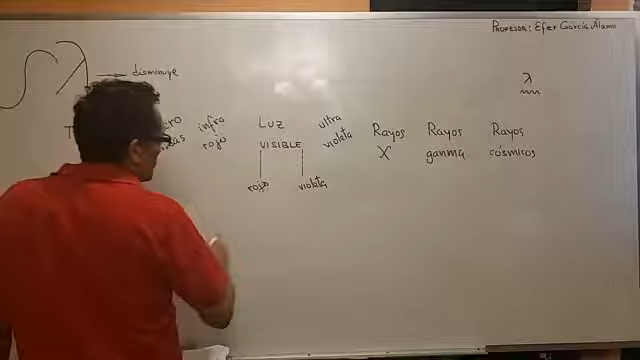 PROFESOR: Efer García Álamo
λ → disminuye
λ
infra LUZ ultra Rayos Rayos Rayos
rojo VISIBLE violeta X gamma cósmicos
rojo violeta